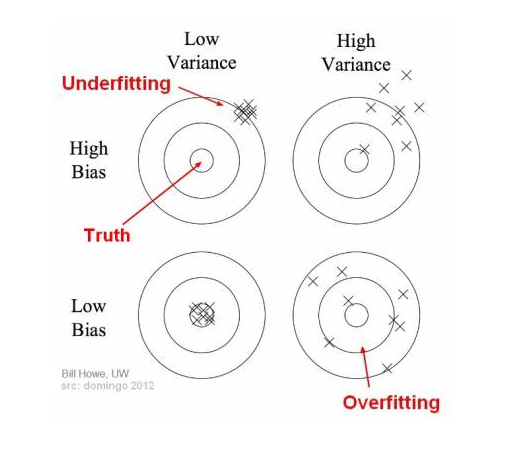 Low
Variance
High
Variance
Underfitting
High
Bias
Truth
Low
Bias
Bill Howe, UW
src: domingo 2012
Overfitting